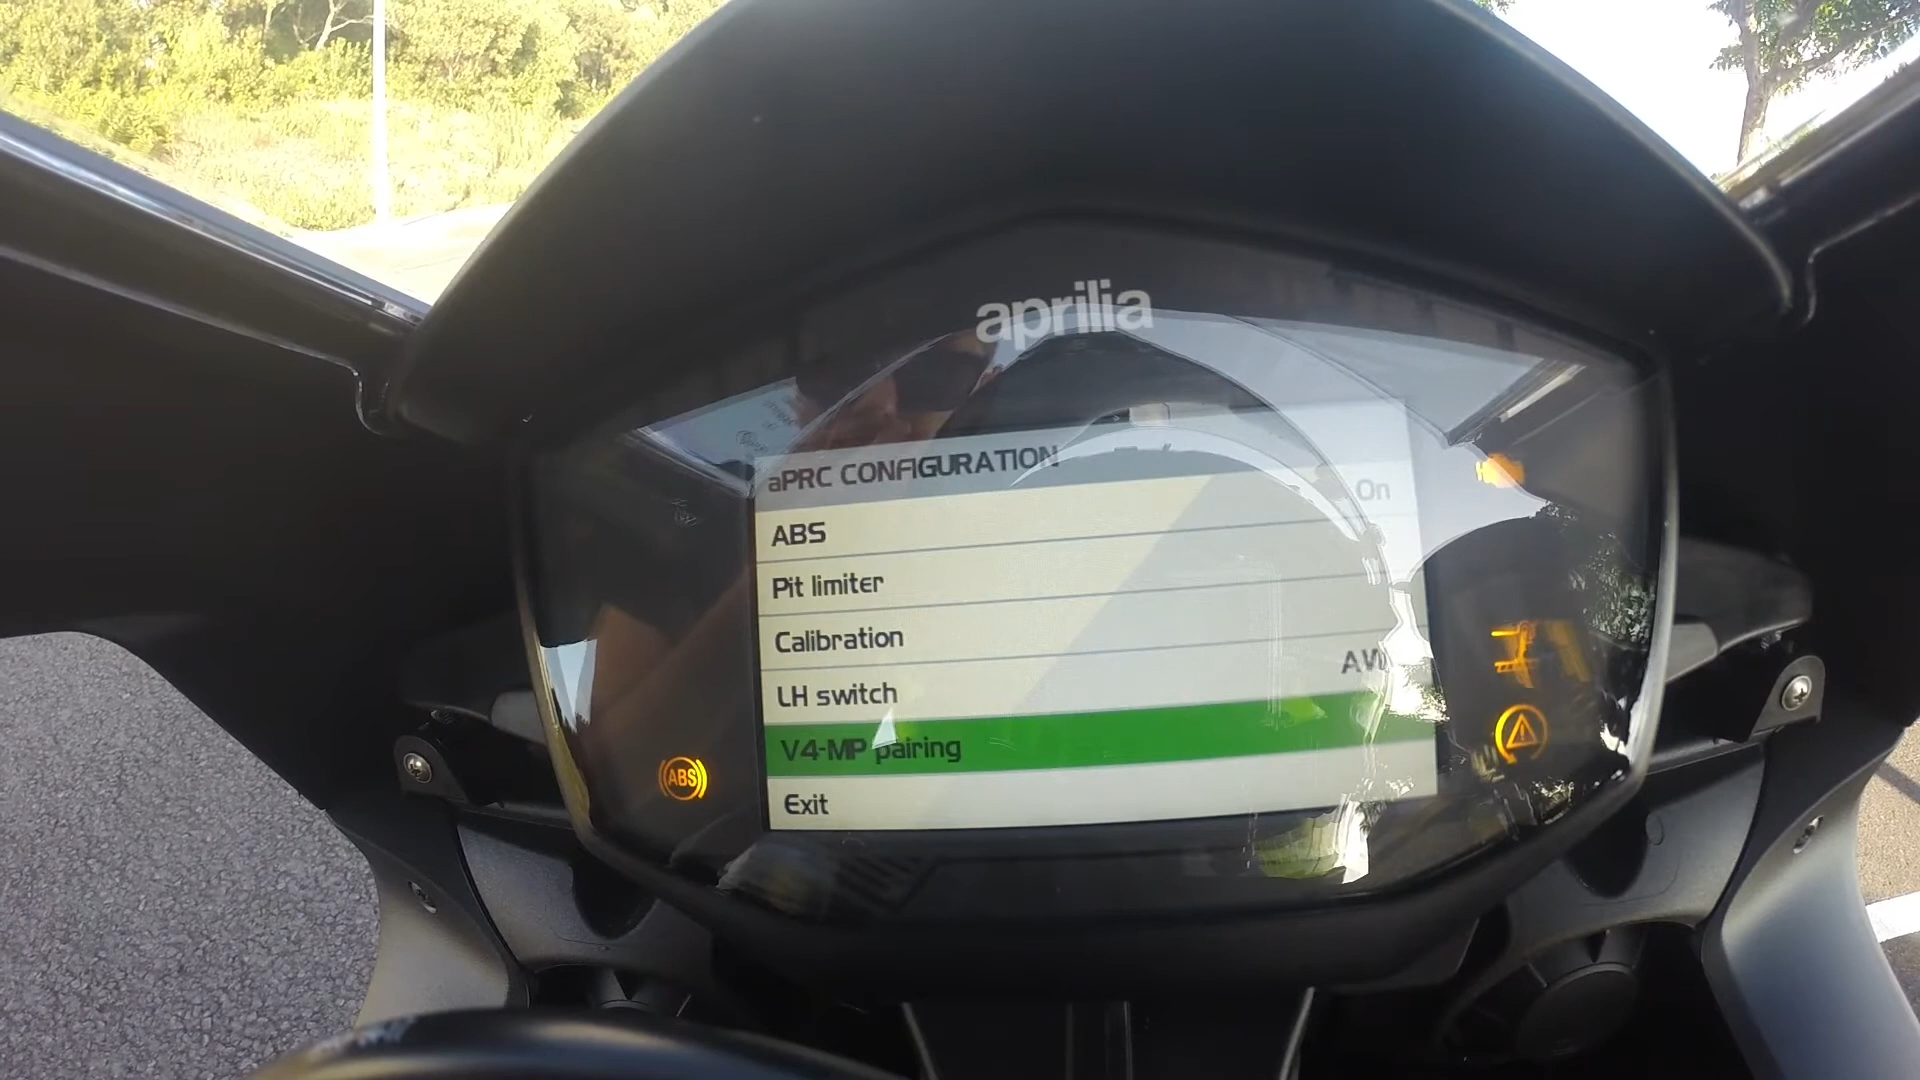 aprilia
aPRC CONFIGURATION
ABS On
Pit limiter
Calibration
LH switch
V4-MP pairing
Exit
ABS